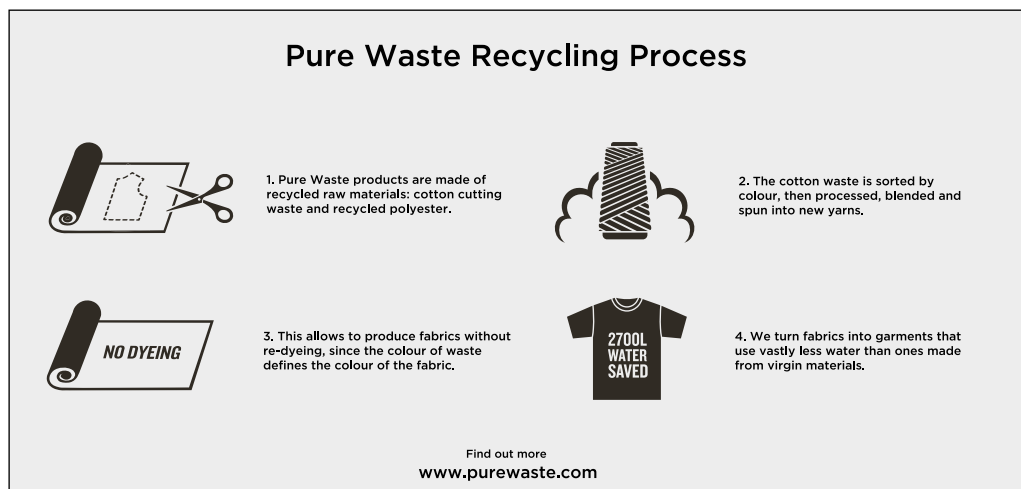 Pure Waste Recycling Process
1. Pure Waste products are made of
recycled raw materials: cotton cutting
waste and recycled polyester.
2. The cotton waste is sorted by
colour, then processed, blended and
spun into new yarns.
NO DYEING
3. This allows to produce fabrics without
re-dyeing, since the colour of waste
defines the colour of the fabric.
2700L
WATER
SAVED
4. We turn fabrics into garments that
use vastly less water than ones made
from virgin materials.
Find out more
www.purewaste.com